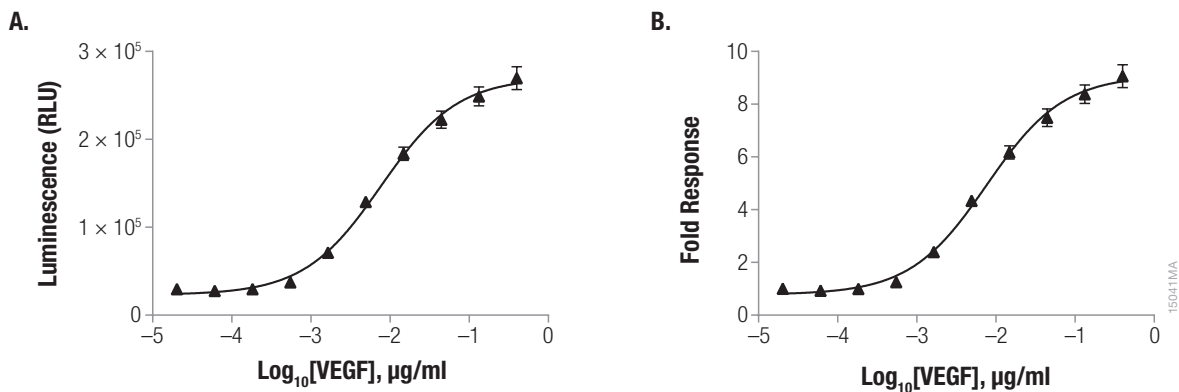 A.
Luminescence (RLU)
3 × 10⁵
2 × 10⁵
1 × 10⁵
0
–5 –4 –3 –2 –1 0
Log₁₀[VEGF], µg/ml
B.
Fold Response
10
8
6
4
2
0
–5 –4 –3 –2 –1 0
Log₁₀[VEGF], µg/ml
15041MA